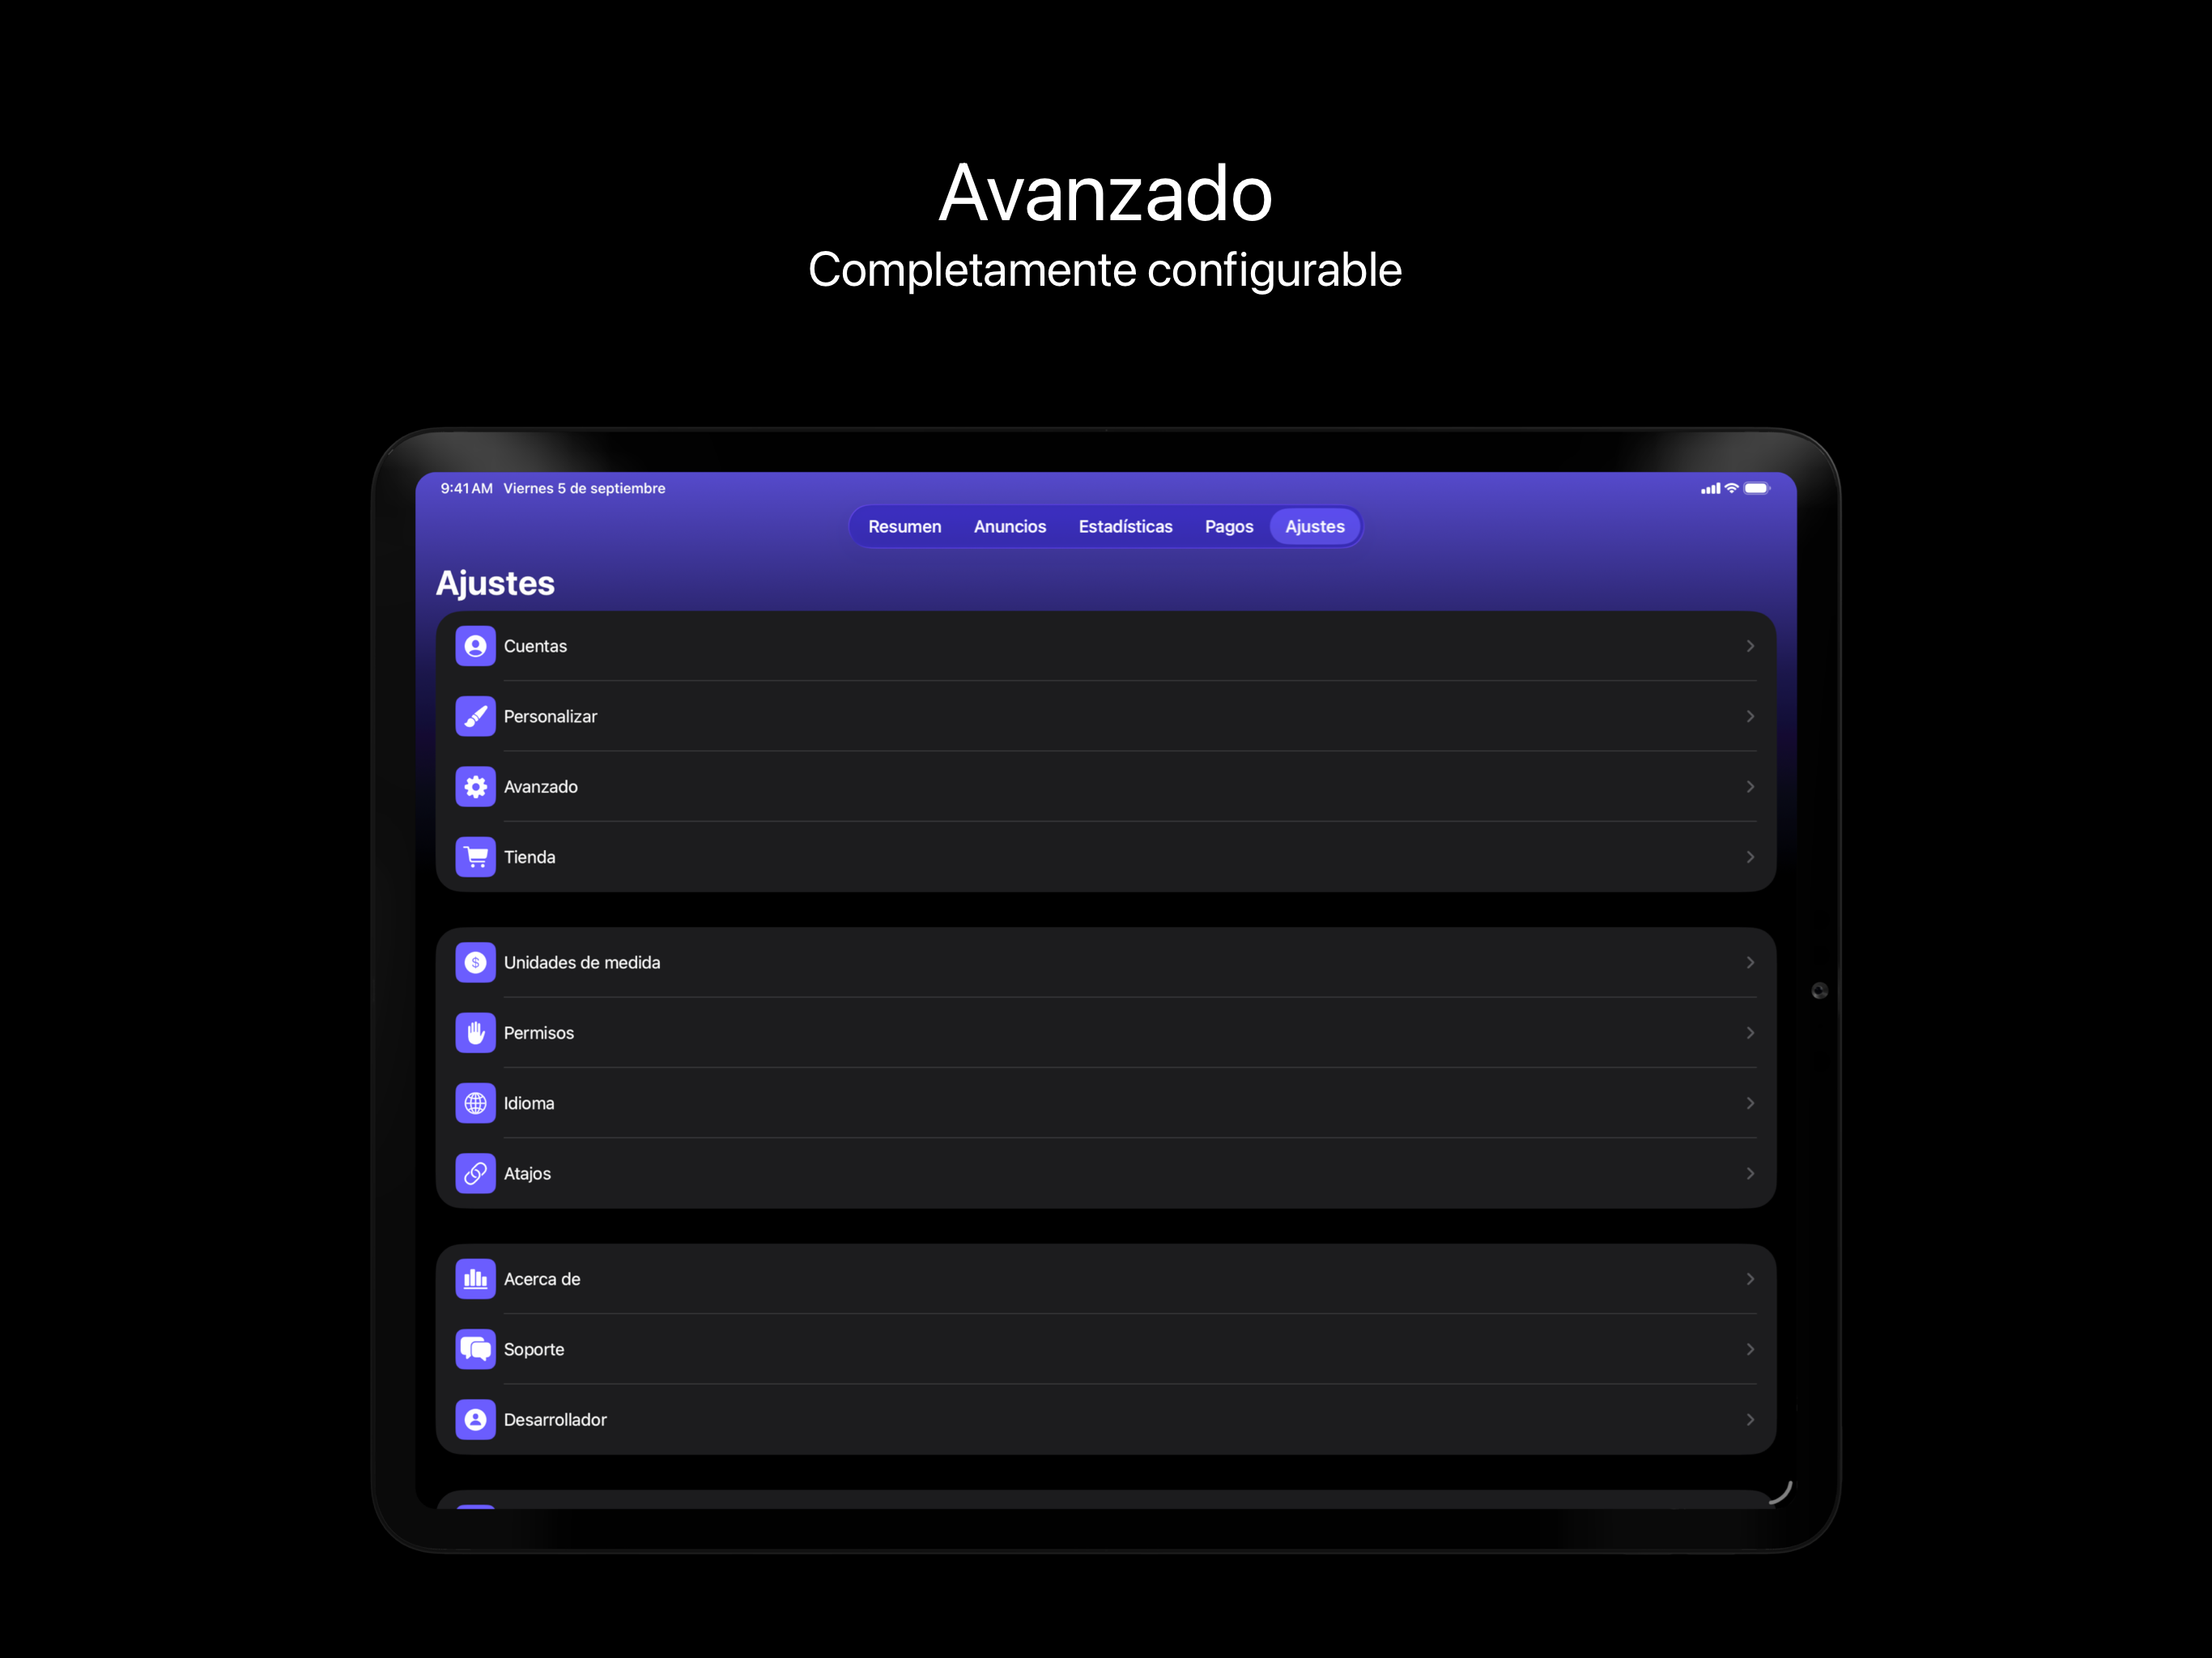 Avanzado
Completamente configurable
9:41 AM Viernes 5 de septiembre
Resumen Anuncios Estadísticas Pagos Ajustes
Ajustes
Cuentas
Personalizar
Avanzado
Tienda
$ Unidades de medida
Permisos
Idioma
Atajos
Acerca de
Soporte
Desarrollador